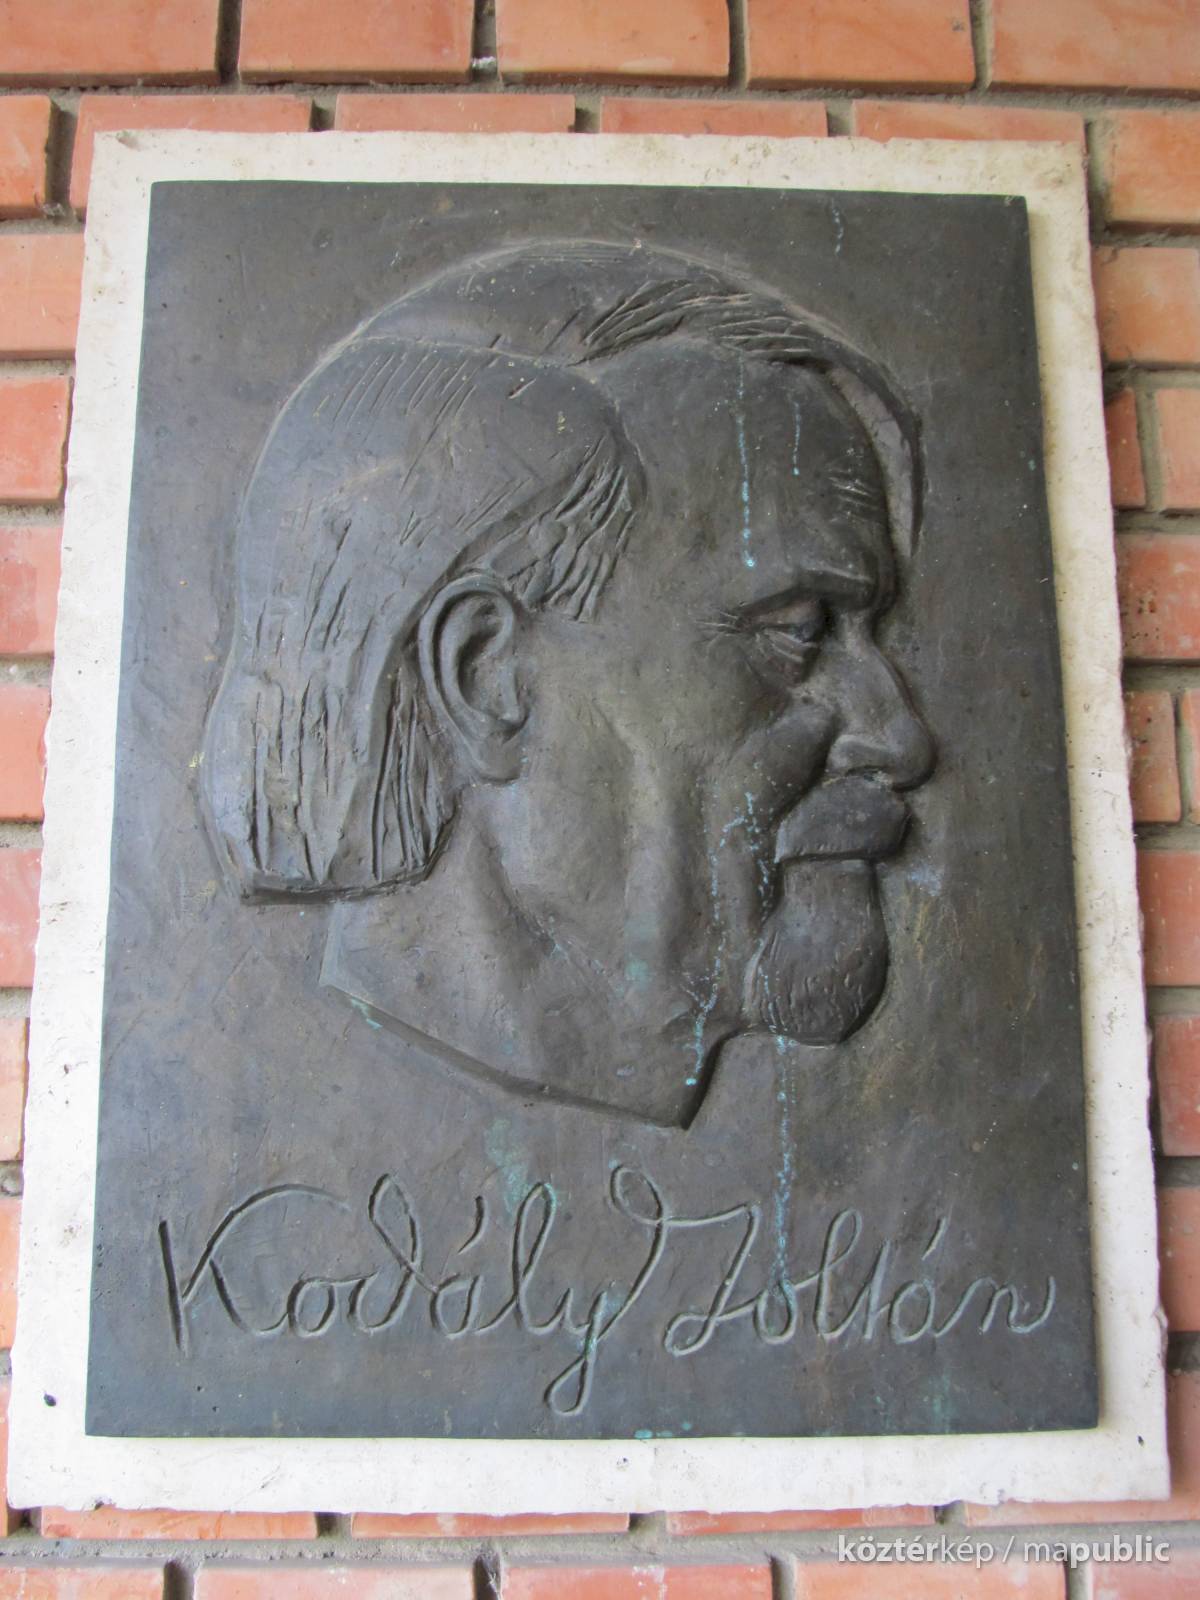 Kodály Zoltán
köztérkép / mapublic